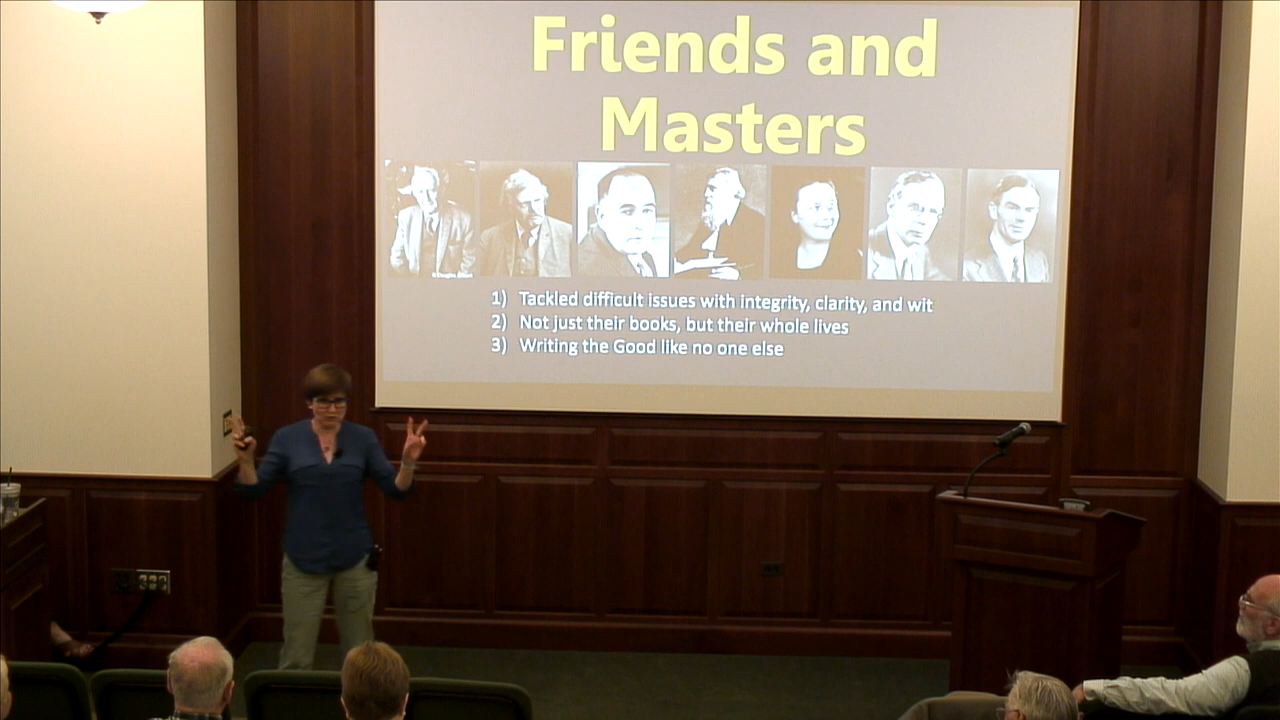 Friends and
Masters
1) Tackled difficult issues with integrity, clarity, and wit
2) Not just their books, but their whole lives
3) Writing the Good like no one else